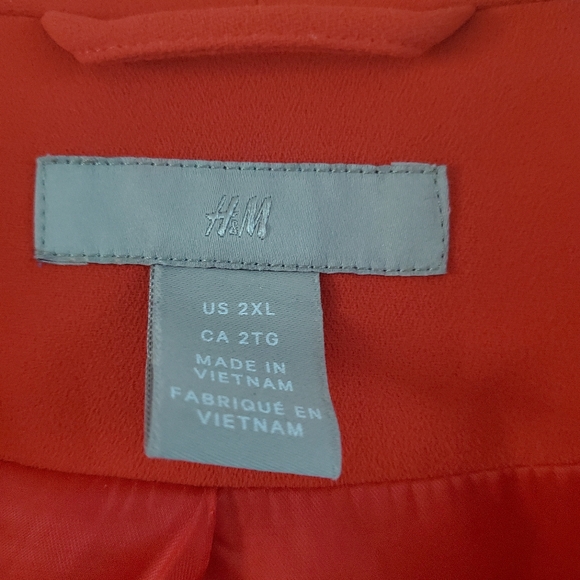 H&M
US 2XL
CA 2TG
MADE IN
VIETNAM
FABRIQUÉ EN
VIETNAM